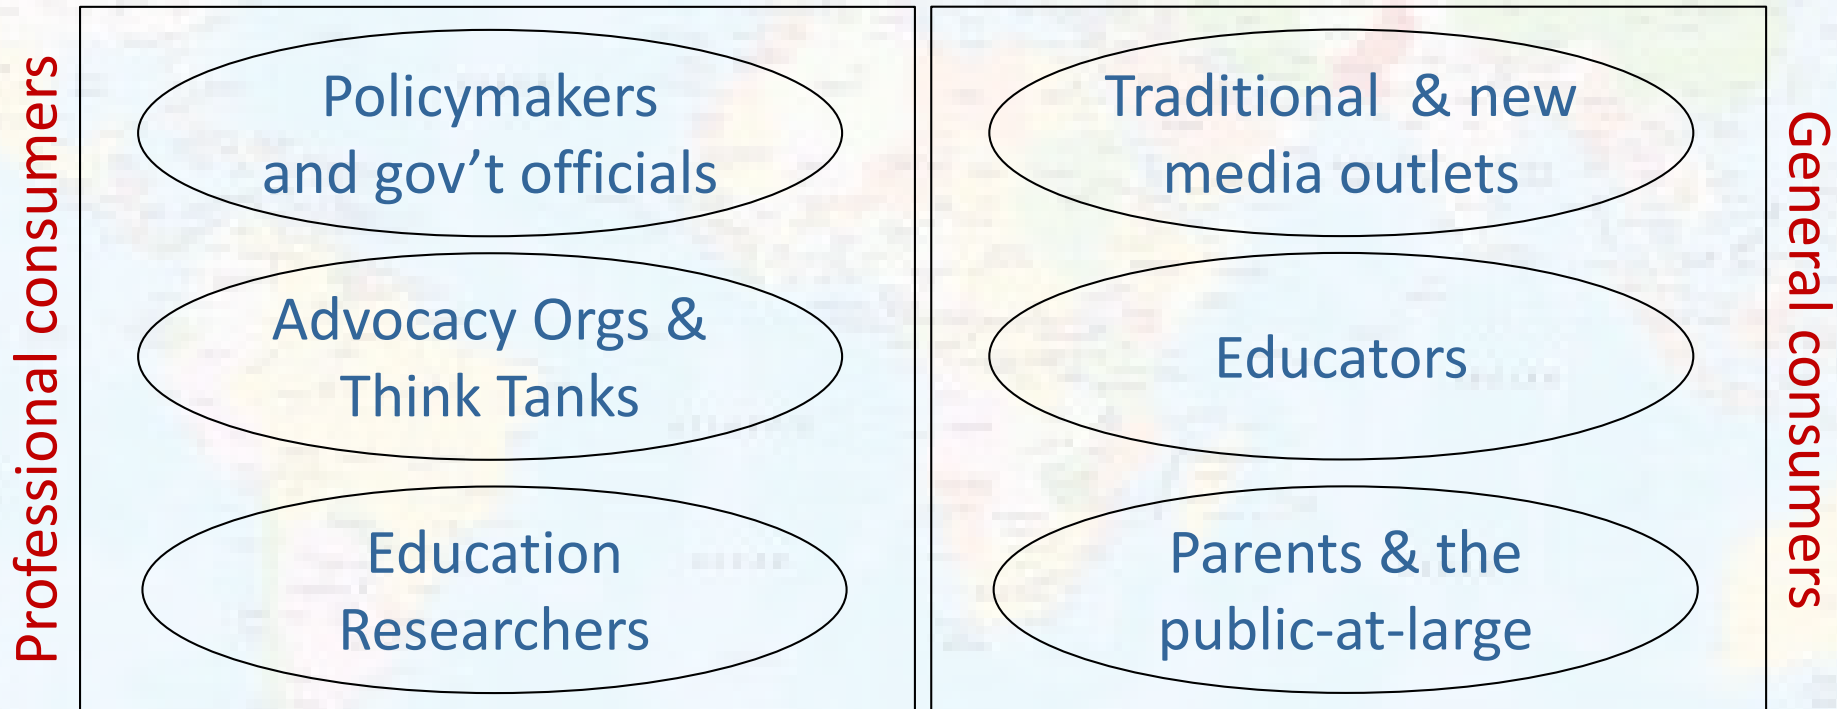 Professional consumers
Policymakers
and gov’t officials
Advocacy Orgs &
Think Tanks
Education
Researchers
Traditional  & new
media outlets
Educators
Parents & the
public-at-large
General consumers